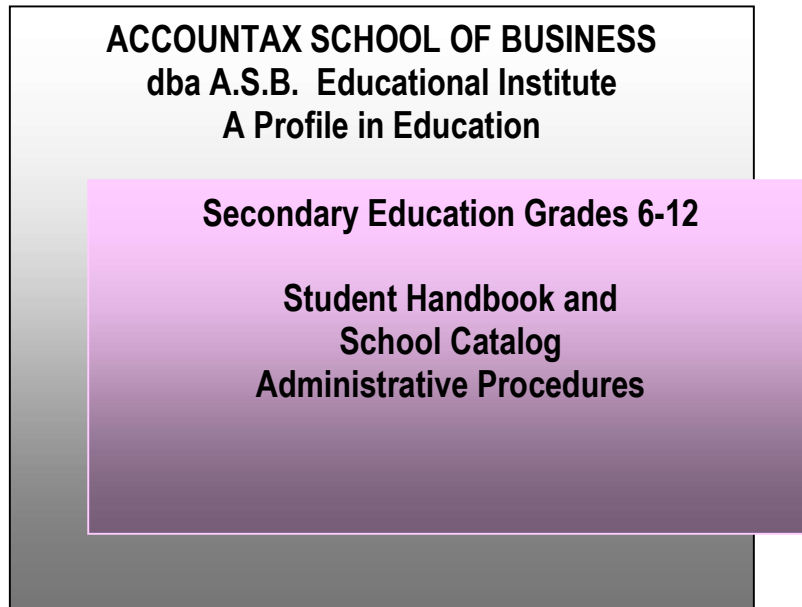 ACCOUNTAX SCHOOL OF BUSINESS
dba A.S.B. Educational Institute
A Profile in Education
Secondary Education Grades 6-12
Student Handbook and
School Catalog
Administrative Procedures